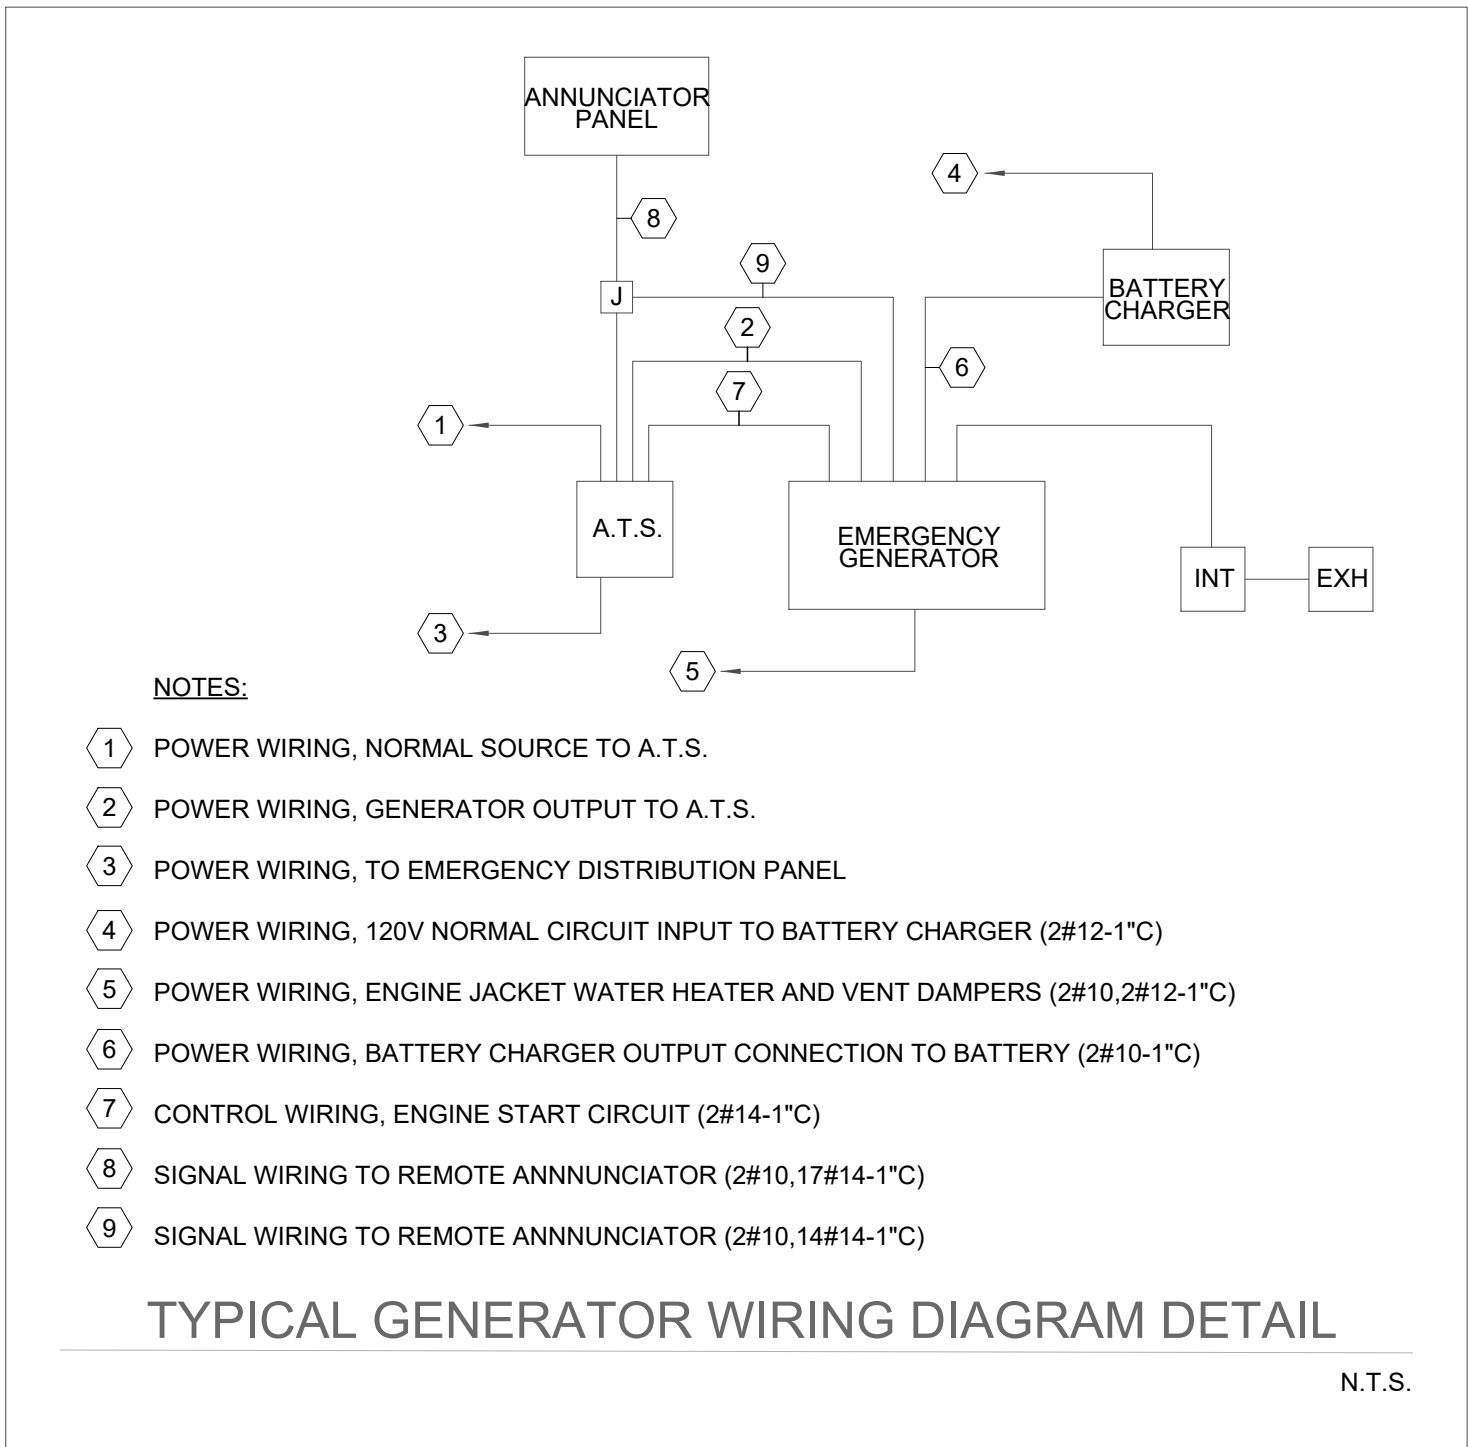 ANNUNCIATOR
PANEL
4
8
9
J
BATTERY
CHARGER
2
6
7
1
A.T.S.
EMERGENCY
GENERATOR
INT
EXH
3
5
NOTES:
1 POWER WIRING, NORMAL SOURCE TO A.T.S.
2 POWER WIRING, GENERATOR OUTPUT TO A.T.S.
3 POWER WIRING, TO EMERGENCY DISTRIBUTION PANEL
4 POWER WIRING, 120V NORMAL CIRCUIT INPUT TO BATTERY CHARGER (2#12-1"C)
5 POWER WIRING, ENGINE JACKET WATER HEATER AND VENT DAMPERS (2#10,2#12-1"C)
6 POWER WIRING, BATTERY CHARGER OUTPUT CONNECTION TO BATTERY (2#10-1"C)
7 CONTROL WIRING, ENGINE START CIRCUIT (2#14-1"C)
8 SIGNAL WIRING TO REMOTE ANNNUNCIATOR (2#10,17#14-1"C)
9 SIGNAL WIRING TO REMOTE ANNNUNCIATOR (2#10,14#14-1"C)
TYPICAL GENERATOR WIRING DIAGRAM DETAIL
N.T.S.